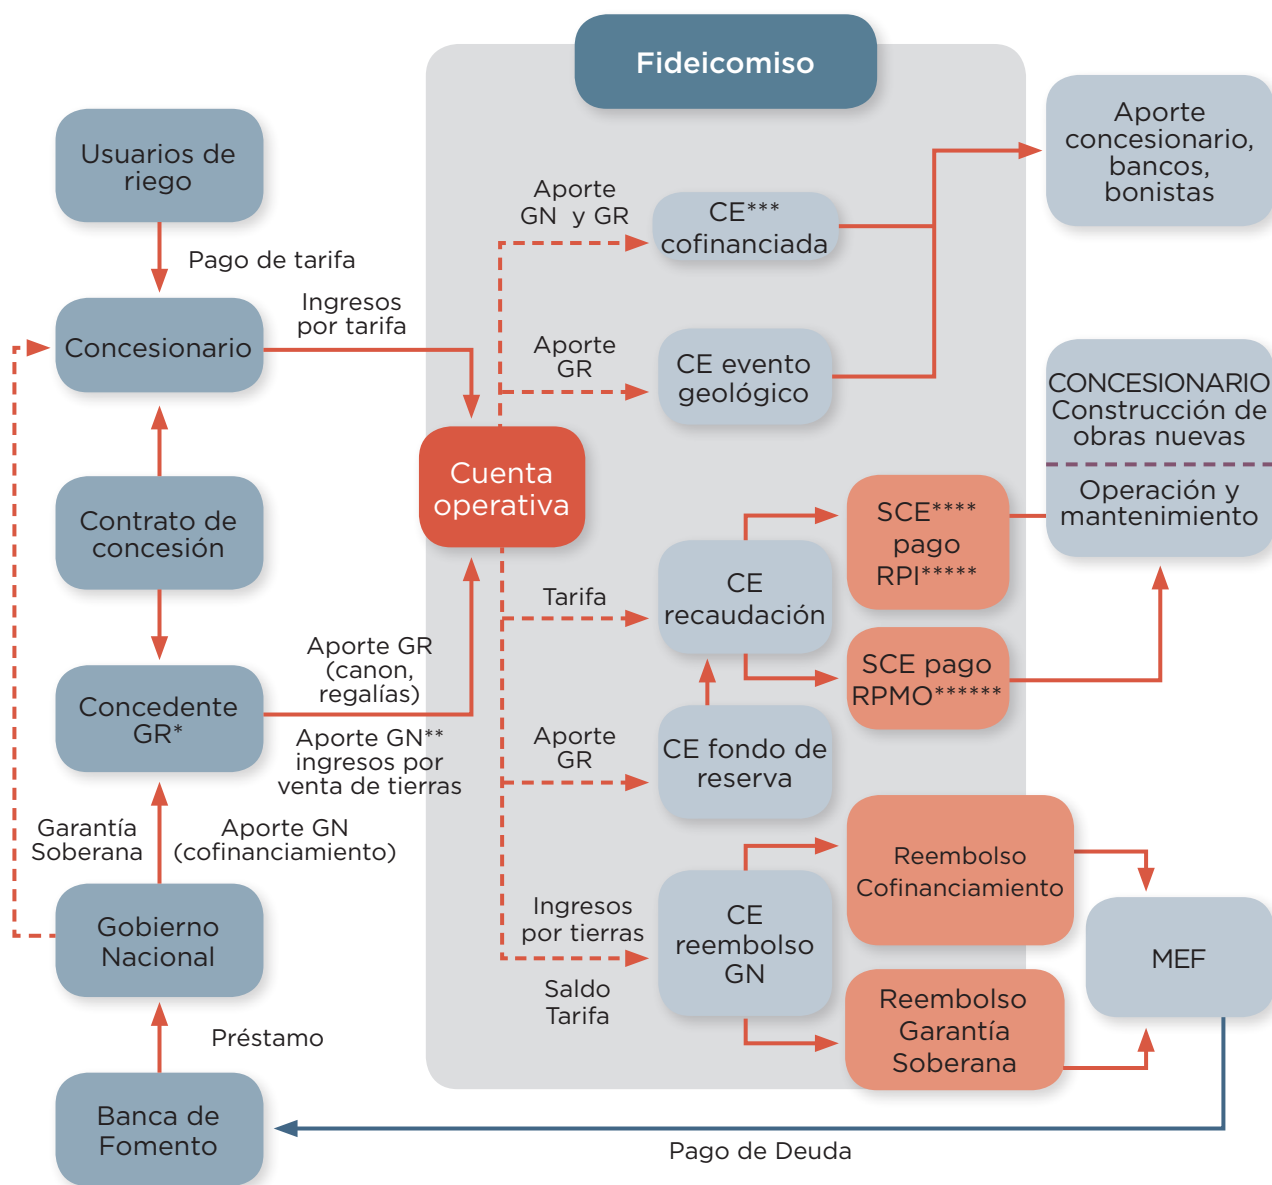 Fideicomiso
Usuarios de
riego
Pago de tarifa
Concesionario
Ingresos
por tarifa
Contrato de
concesión
Concedente
GR*
Aporte GR
(canon,
regalías)
Aporte GN**
ingresos por
venta de tierras
Garantía
Soberana
Aporte GN
(cofinanciamiento)
Gobierno
Nacional
Préstamo
Banca de
Fomento
Cuenta
operativa
Aporte
GN y GR
CE***
cofinanciada
Aporte
GR
CE evento
geológico
Tarifa
CE
recaudación
Aporte
GR
CE fondo de
reserva
Ingresos
por tierras
Saldo
Tarifa
CE
reembolso
GN
SCE****
pago
RPI*****
SCE pago
RPMO******
Reembolso
Cofinanciamiento
Reembolso
Garantía
Soberana
Aporte
concesionario,
bancos,
bonistas
CONCESIONARIO
Construcción de
obras nuevas
Operación y
mantenimiento
MEF
Pago de Deuda